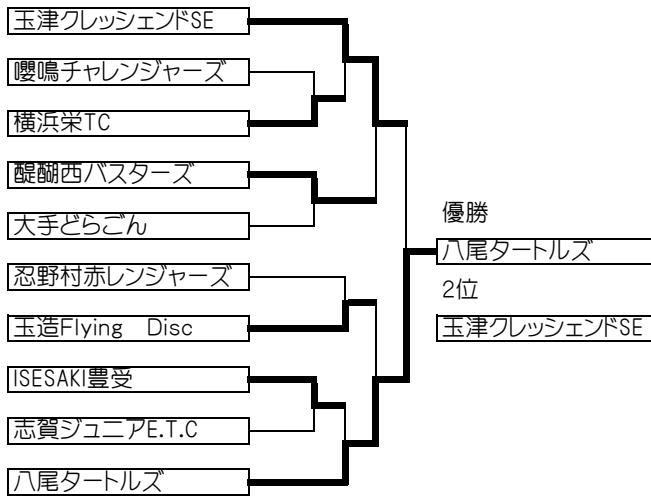 玉津クレッシェンドSE
嚶鳴チャレンジャーズ
横浜栄TC
醍醐西バスターズ
大手どらごん
忍野村赤レンジャーズ
玉造Flying　Disc
ISESAKI豊受
志賀ジュニアE.T.C
八尾タートルズ
優勝
八尾タートルズ
2位
玉津クレッシェンドSE